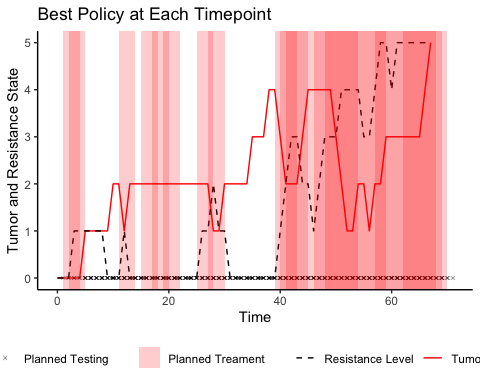 Best Policy at Each Timepoint
Tumor and Resistance State
5
4
3
2
1
0
0 20 40 60
Time
Planned Testing Planned Treament Resistance Level Tumo